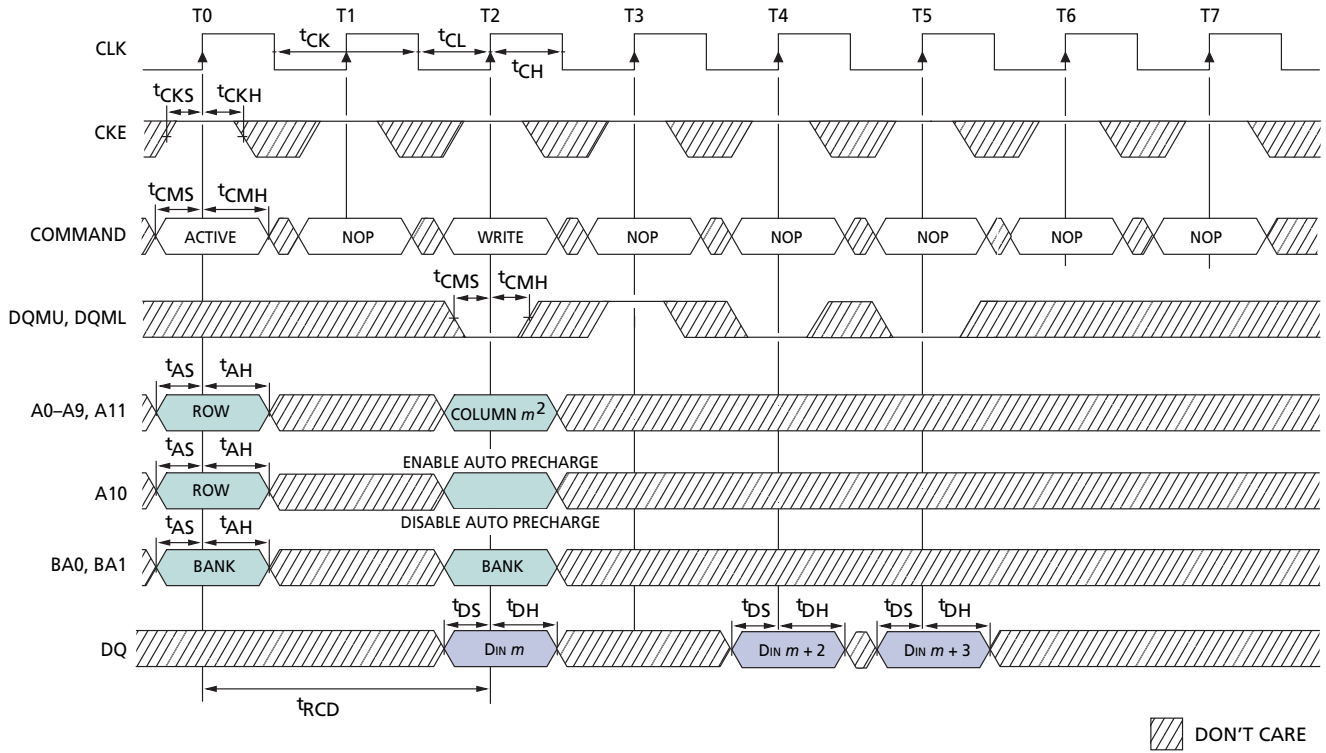 T0 T1 T2 T3 T4 T5 T6 T7
CLK tCK tCL tCH
tCKS tCKH
CKE
tCMS tCMH
COMMAND ACTIVE NOP WRITE NOP NOP NOP NOP NOP
tCMS tCMH
DQMU, DQML
tAS tAH
A0–A9, A11 ROW COLUMN m2
tAS tAH ENABLE AUTO PRECHARGE
A10 ROW
tAS tAH DISABLE AUTO PRECHARGE
BA0, BA1 BANK BANK
tDS tDH tDS tDH tDS tDH
DQ DIN m DIN m + 2 DIN m + 3
tRCD
DON'T CARE